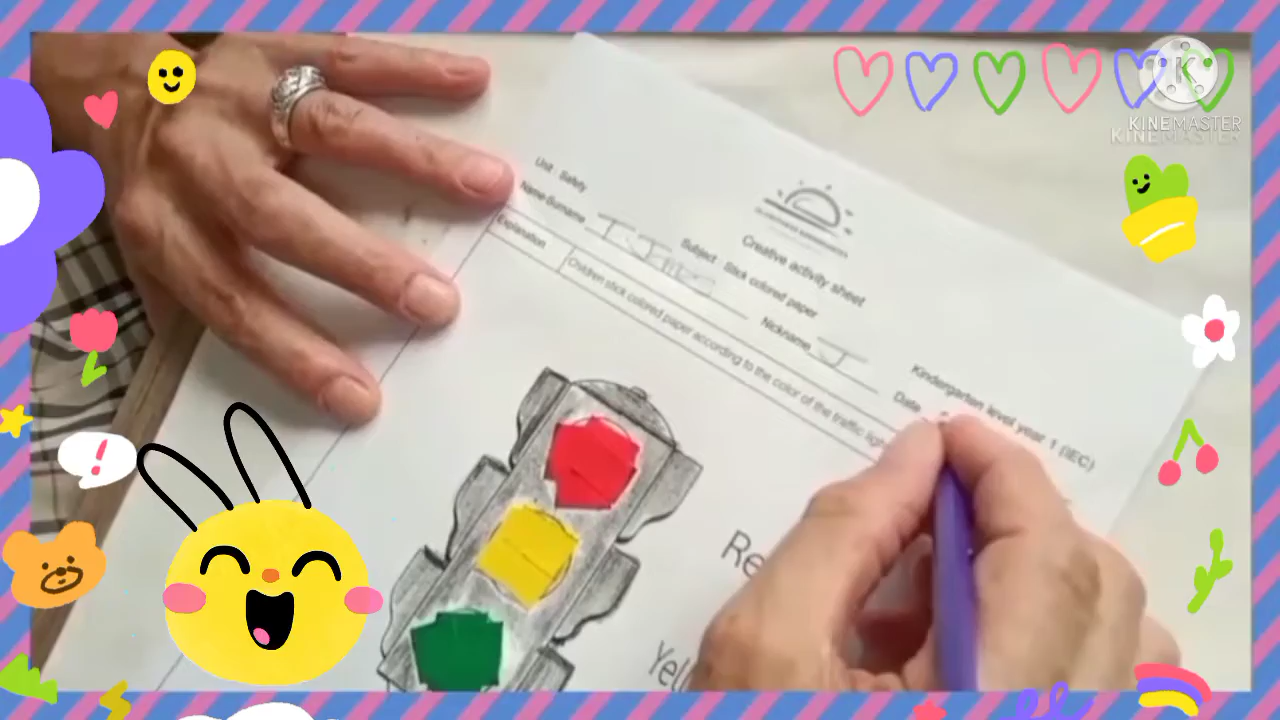 KINEMASTER
KINEMASTER
Creative activity sheet
Unit : Safety
Subject : Stick colored paper
Kindergarten level year 1 (IEC)
Name-Surname
Nickname J
Date
Explanation
Children stick colored paper according to the color of the traffic
Re
Yel